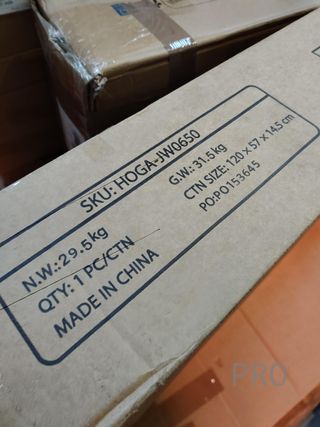 SKU: HOGA-JW0650
N.W.:29.5kg
G.W.:31.5kg
QTY: 1 PC/CTN
CTN SIZE: 120×57×14.5 cm
MADE IN CHINA
PO:PO153645
PRO